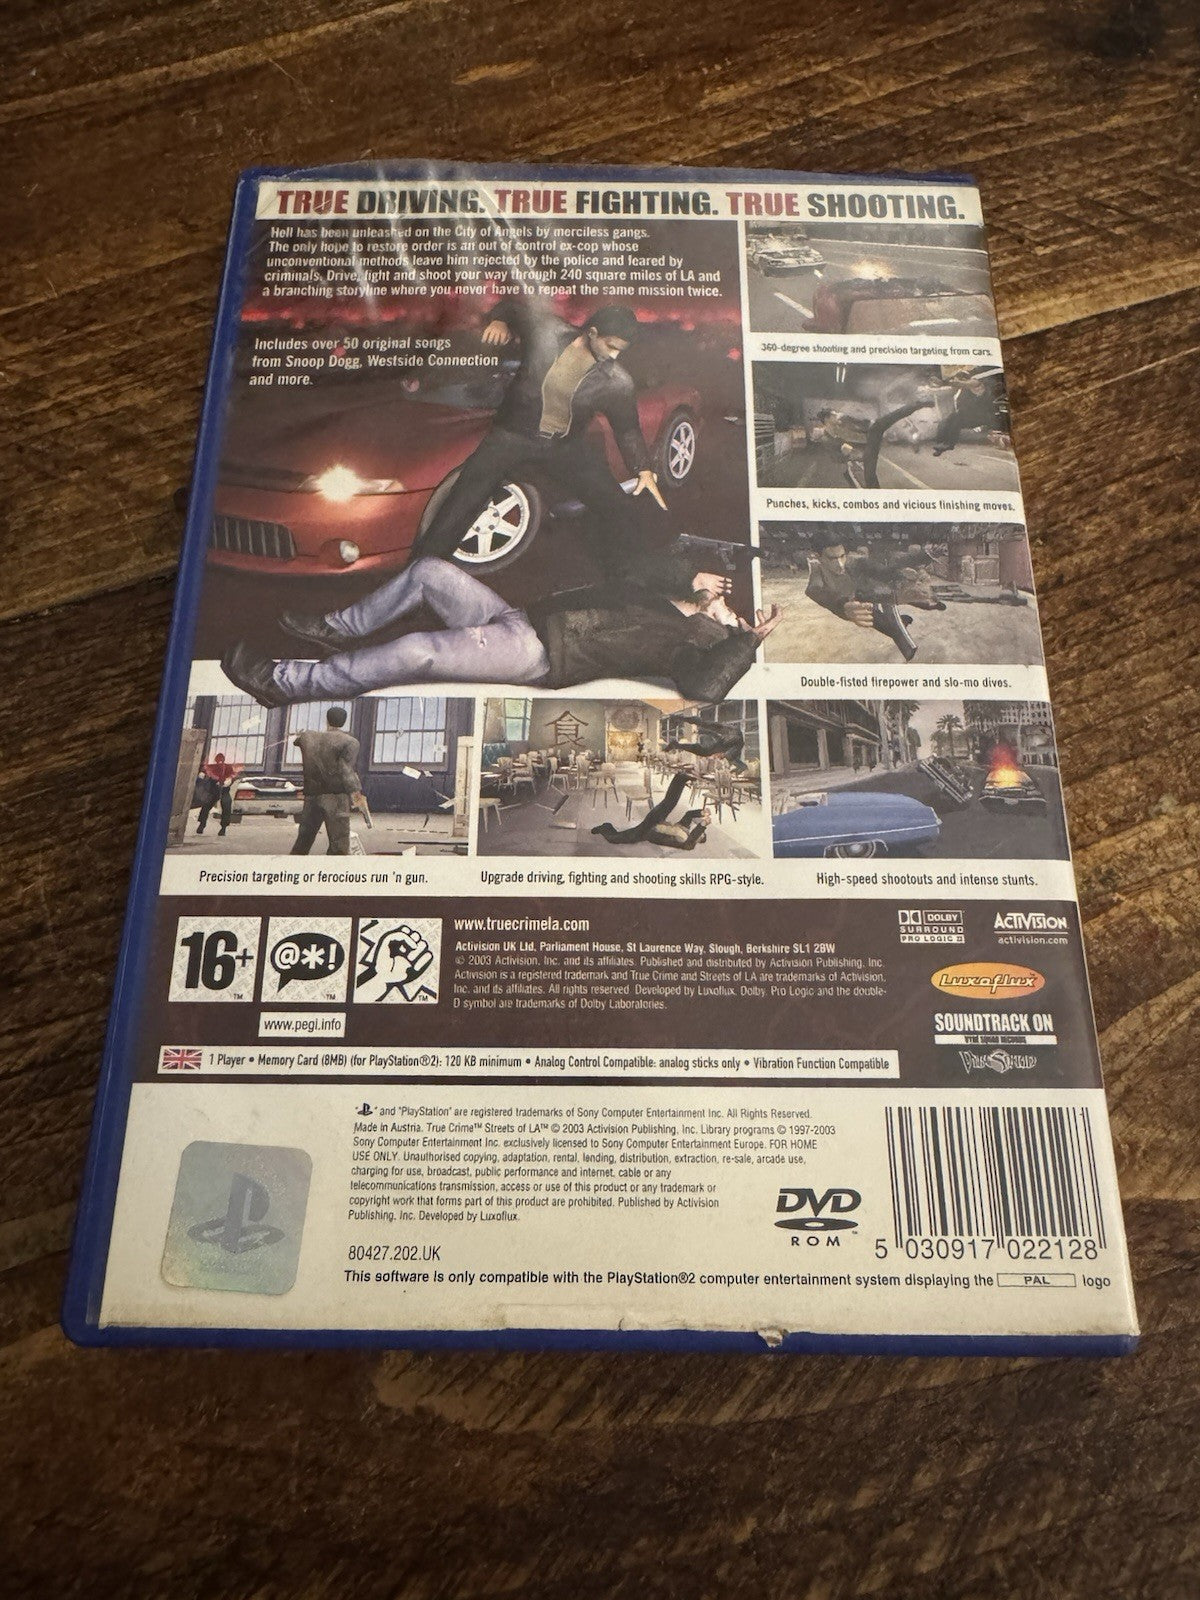 TRUE DRIVING. TRUE FIGHTING. TRUE SHOOTING.
Hell has been unleashed on the City of Angels by merciless gangs.
The only hope to restore order is an out of control ex-cop whose
unconventional methods leave him rejected by the police and feared by
criminals. Drive, fight and shoot your way through 240 square miles of LA and
a branching storyline where you never have to repeat the same mission twice.
Includes over 50 original songs
from Snoop Dogg, Westside Connection
and more.
360-degree shooting and precision targeting from cars.
Punches, kicks, combos and vicious finishing moves.
Double-fisted firepower and slo-mo dives.
食
Precision targeting or ferocious run 'n gun.
Upgrade driving, fighting and shooting skills RPG-style.
High-speed shootouts and intense stunts.
16+ TM
@*! TM
TM
www.pegi.info
www.truecrimela.com
Activision UK Ltd, Parliament House, St Laurence Way, Slough, Berkshire SL1 2BW
© 2003 Activision, Inc. and its affiliates. Published and distributed by Activision Publishing, Inc.
Activision is a registered trademark and True Crime and Streets of LA are trademarks of Activision,
Inc. and its affiliates. All rights reserved. Developed by Luxoflux. Dolby, Pro Logic and the double-
D symbol are trademarks of Dolby Laboratories.
DOLBY
SURROUND
PRO LOGIC II
ACTIVISION
activision.com
Luxoflux
SOUNDTRACK ON
1 Player • Memory Card (8MB) (for PlayStation®2): 120 KB minimum • Analog Control Compatible: analog sticks only • Vibration Function Compatible
" " and "PlayStation" are registered trademarks of Sony Computer Entertainment Inc. All Rights Reserved.
Made in Austria. True Crime™ Streets of LA™ © 2003 Activision Publishing, Inc. Library programs © 1997-2003
Sony Computer Entertainment Inc. exclusively licensed to Sony Computer Entertainment Europe. FOR HOME
USE ONLY. Unauthorised copying, adaptation, rental, lending, distribution, extraction, re-sale, arcade use,
charging for use, broadcast, public performance and internet, cable or any
telecommunications transmission, access or use of this product or any trademark or
copyright work that forms part of this product are prohibited. Published by Activision
Publishing, Inc. Developed by Luxoflux.
80427.202.UK
DVD
ROM
5 030917 022128
This software is only compatible with the PlayStation®2 computer entertainment system displaying the PAL logo